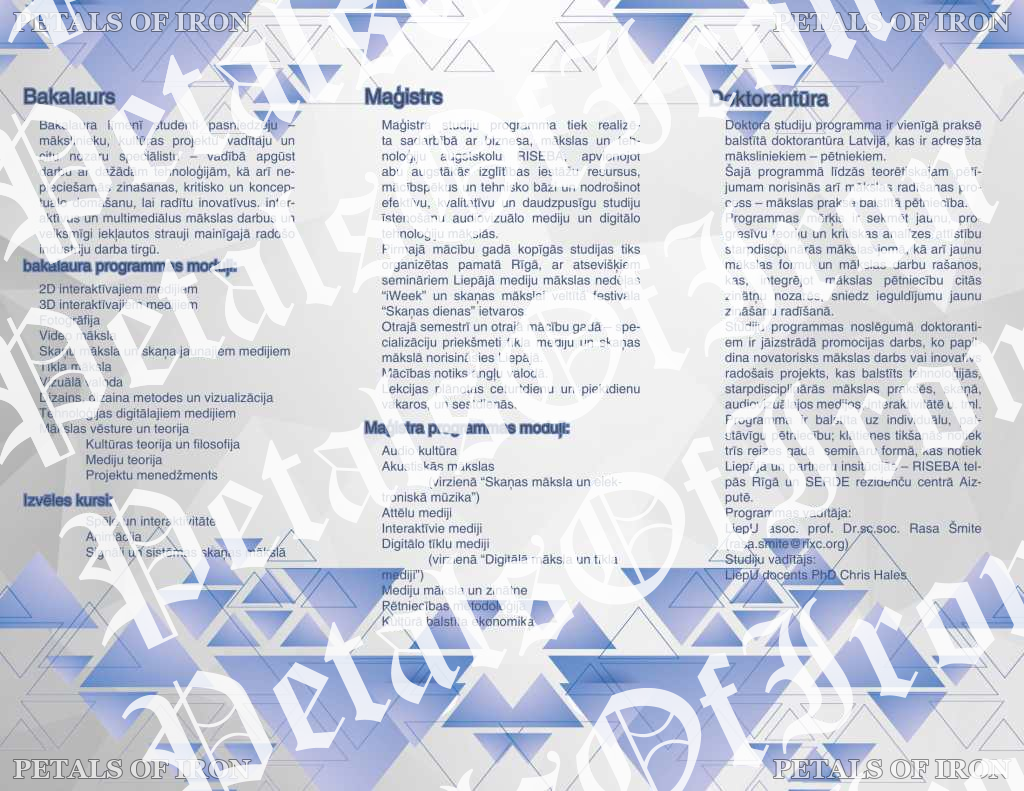 PETALS OF IRON
PETALS OF IRON
Bakalaurs
Bakalaura līmenī studenti pasniedzēju –
mākslinieku, kultūras projektu vadītāju un
citu nozaru speciālistu – vadībā apgūst
darbu ar dažādām tehnoloģijām, kā arī ne-
pieciešamās zināšanas, kritisko un koncep-
tuālo domāšanu, lai radītu inovatīvus, inter-
aktīvus un multimediālus mākslas darbus un
veiksmīgi iekļautos strauji mainīgajā radošo
industriju darba tirgū.
bakalaura programmas moduļi:
2D interaktīvajiem medijiem
3D interaktīvajiem medijiem
Fotogrāfija
Video māksla
Skaņu māksla un skaņa jaunajiem medijiem
Tīkla māksla
Vizuālā valoda
Dizains, dizaina metodes un vizualizācija
Tehnoloģijas digitālajiem medijiem
Mākslas vēsture un teorija
Kultūras teorija un filosofija
Mediju teorija
Projektu menedžments
Izvēles kursi:
Spēles un interaktivitāte
Animācija
Signāli un sistēmas skaņas mākslā
Maģistrs
Maģistra studiju programma tiek realizē-
ta sadarbībā ar biznesa, mākslas un teh-
noloģiju augstskolu RISEBA, apvienojot
abu augstākās izglītības iestāžu resursus,
mācībspēkus un tehnisko bāzi un nodrošinot
efektīvu, kvalitatīvu un daudzpusīgu studiju
īstenošanu audiovizuālo mediju un digitālo
tehnoloģiju mākslās.
Pirmajā mācību gadā kopīgās studijas tiks
organizētas pamatā Rīgā, ar atsevišķiem
semināriem Liepājā mediju mākslas nedēļas
“iWeek” un skaņas mākslai veltītā festivāla
“Skaņas dienas” ietvaros
Otrajā semestrī un otrajā mācību gadā – spe-
cializāciju priekšmeti tīkla mediju un skaņas
mākslā norisināsies Liepājā.
Mācības notiks angļu valodā.
Lekcijas plānotas ceturtdienu un piektdienu
vakaros, un sestdienās.
Maģistra programmas moduļi:
Audio kultūra
Akustiskās mākslas
(virzienā “Skaņas māksla un elek-
troniskā mūzika”)
Attēlu mediji
Interaktīvie mediji
Digitālo tīklu mediji
(virzienā “Digitālā māksla un tīkla
mediji”)
Mediju māksla un zinātne
Pētniecības metodoloģija
Kultūrā balstīta ekonomika
Doktorantūra
Doktora studiju programma ir vienīgā praksē
balstītā doktorantūra Latvijā, kas ir adresēta
māksliniekiem – pētniekiem.
Šajā programmā līdzās teorētiskajam pētī-
jumam norisinās arī mākslas radīšanas pro-
cess – mākslas praksē balstītā pētniecība.
Programmas mērķis ir sekmēt jaunu, pro-
gresīvu teoriju un kritiskas analīzes attīstību
starpdiscplinārās mākslas jomā, kā arī jaunu
mākslas formu un mākslas darbu rašanos,
kas, integrējot mākslas pētniecību citās
zinātņu nozarēs, sniedz ieguldījumu jaunu
zināšanu radīšanā.
Studiju programmas noslēgumā doktoranti-
em ir jāizstrādā promocijas darbs, ko papil-
dina novatorisks mākslas darbs vai inovatīvs
radošais projekts, kas balstīts tehnoloģijās,
starpdisciplinārās mākslas praksēs, skaņā,
audiovizuālajos medijos, interaktivitātē u. tml.
Programma ir balstīta uz individuālu, pat-
stāvīgu pētniecību; klātienes tikšanās notiek
trīs reizes gadā semināru formā, kas notiek
Liepājā un partneru insitūcijās – RISEBA tel-
pās Rīgā un SERDE rezidenču centrā Aiz-
putē.
Programmas vadītāja:
LiepU asoc. prof. Dr.sc.soc. Rasa Šmite
(rasa.smite@rixc.org)
Studiju vadītājs:
LiepU docents PhD Chris Hales
Petals Of Iron
Petals Of Iron
Petals Of Iron
Petals Of Iron
PETALS OF IRON
PETALS OF IRON